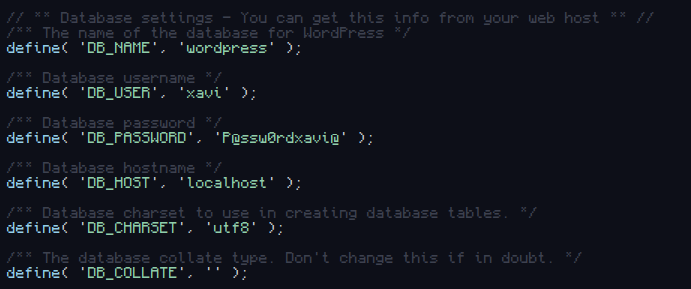 // ** Database settings - You can get this info from your web host ** //
/** The name of the database for WordPress */
define( 'DB_NAME', 'wordpress' );
/** Database username */
define( 'DB_USER', 'xavi' );
/** Database password */
define( 'DB_PASSWORD', 'P@ssw0rdxavi@' );
/** Database hostname */
define( 'DB_HOST', 'localhost' );
/** Database charset to use in creating database tables. */
define( 'DB_CHARSET', 'utf8' );
/** The database collate type. Don't change this if in doubt. */
define( 'DB_COLLATE', '' );